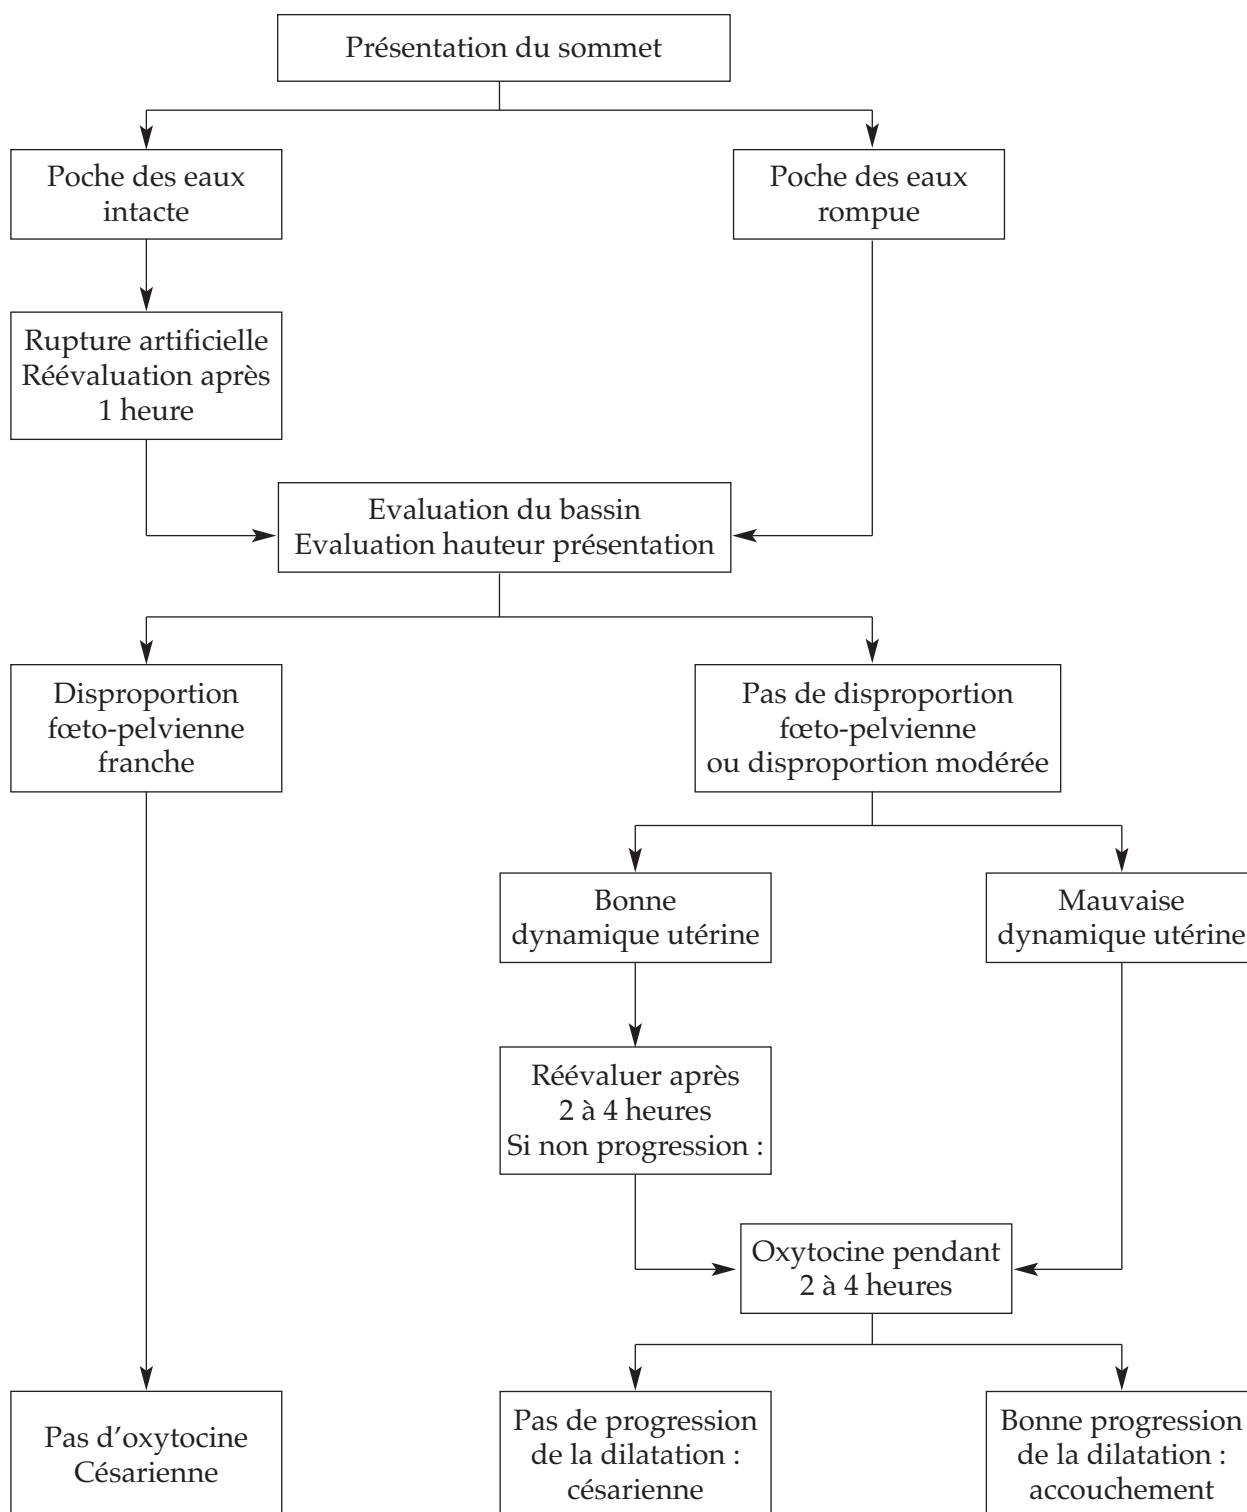 Présentation du sommet
Poche des eaux
intacte
Poche des eaux
rompue
Rupture artificielle
Réévaluation après
1 heure
Evaluation du bassin
Evaluation hauteur présentation
Disproportion
fœto-pelvienne
franche
Pas de disproportion
fœto-pelvienne
ou disproportion modérée
Bonne
dynamique utérine
Mauvaise
dynamique utérine
Réévaluer après
2 à 4 heures
Si non progression :
Oxytocine pendant
2 à 4 heures
Pas d’oxytocine
Césarienne
Pas de progression
de la dilatation :
césarienne
Bonne progression
de la dilatation :
accouchement